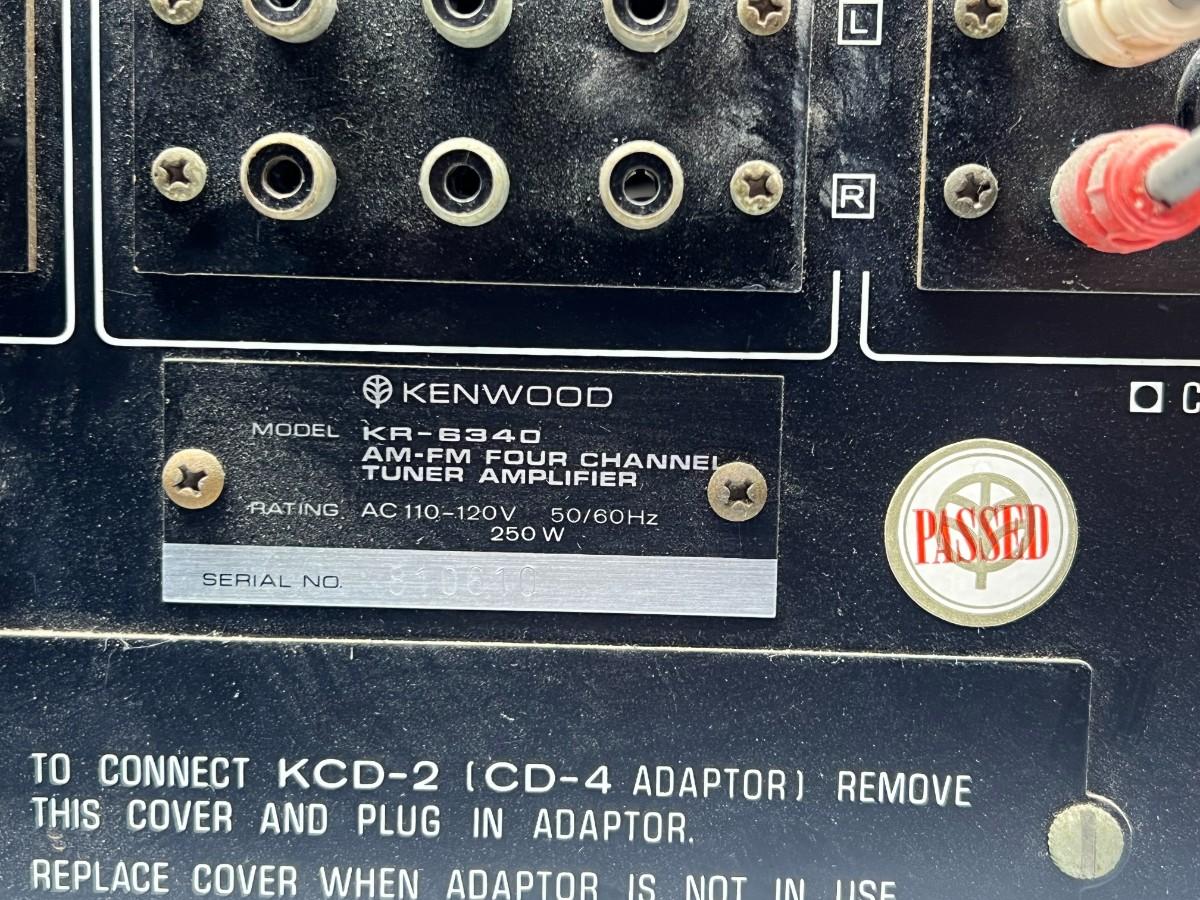 L
R
KENWOOD
MODEL KR-6340
AM-FM FOUR CHANNEL
TUNER AMPLIFIER
RATING AC 110-120V 50/60Hz
250 W
SERIAL NO.
PASSED
TO CONNECT KCD-2 (CD-4 ADAPTOR) REMOVE
THIS COVER AND PLUG IN ADAPTOR.
REPLACE COVER WHEN ADAPTOR IS NOT IN USE